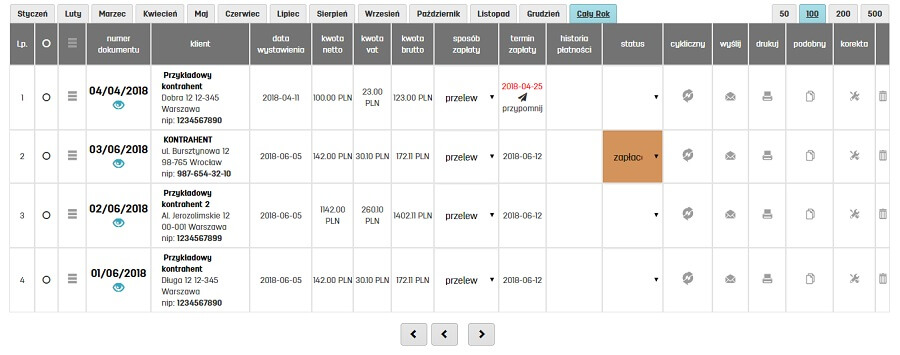 Styczeń Luty Marzec Kwiecień Maj Czerwiec Lipiec Sierpień Wrzesień Październik Listopad Grudzień Cały Rok 50 100 200 500
Lp. numer dokumentu klient data wystawienia kwota netto kwota vat kwota brutto sposób zapłaty termin zapłaty historia płatności status cykliczny wyślij drukuj podobny korekta
1 04/04/2018
Przykładowy
kontrahent
Dobra 12 12-345
Warszawa
nip: 1234567890
2018-04-11 100.00 PLN 23.00 PLN 123.00 PLN przelew 2018-04-25
przypomnij
2 03/06/2018
KONTRAHENT
ul. Bursztynowa 12
98-765 Wrocław
nip: 987-654-32-10
2018-06-05 142.00 PLN 30.10 PLN 172.11 PLN przelew 2018-06-12 zapłac
3 02/06/2018
Przykładowy
kontrahent 2
Al. Jerozolimskie 12
00-001 Warszawa
nip: 1234567899
2018-06-05 1142.00 PLN 260.10 PLN 1402.11 PLN przelew 2018-06-12
4 01/06/2018
Przykładowy
kontrahent
Długa 12 12-345
Warszawa
nip: 1234567890
2018-06-05 142.00 PLN 30.10 PLN 172.11 PLN przelew 2018-06-12